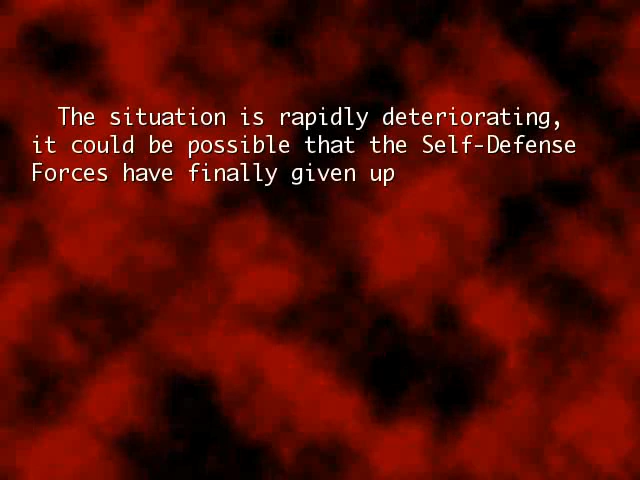 The situation is rapidly deteriorating,
it could be possible that the Self-Defense
Forces have finally given up